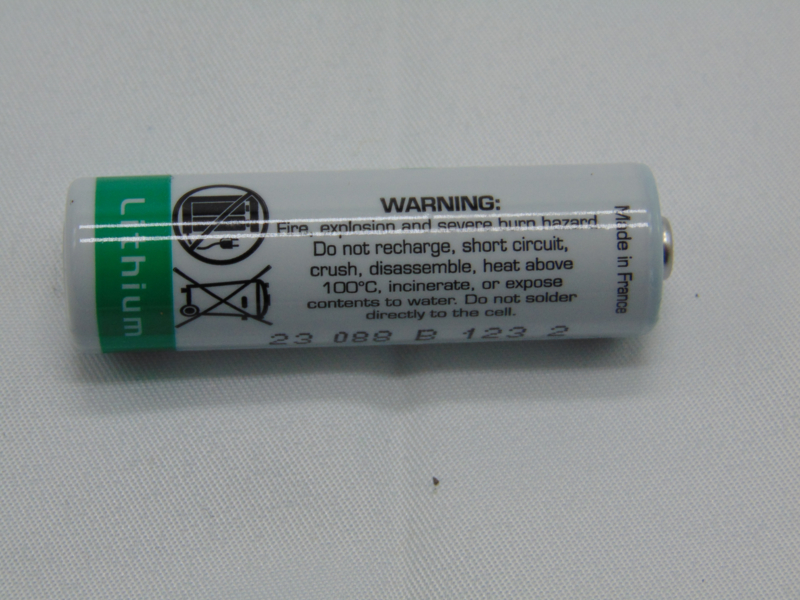 Lithium
WARNING:
Fire, explosion and severe burn hazard.
Do not recharge, short circuit,
crush, disassemble, heat above
100°C, incinerate, or expose
contents to water. Do not solder
directly to the cell.
23 088 B 123 2
Made in France